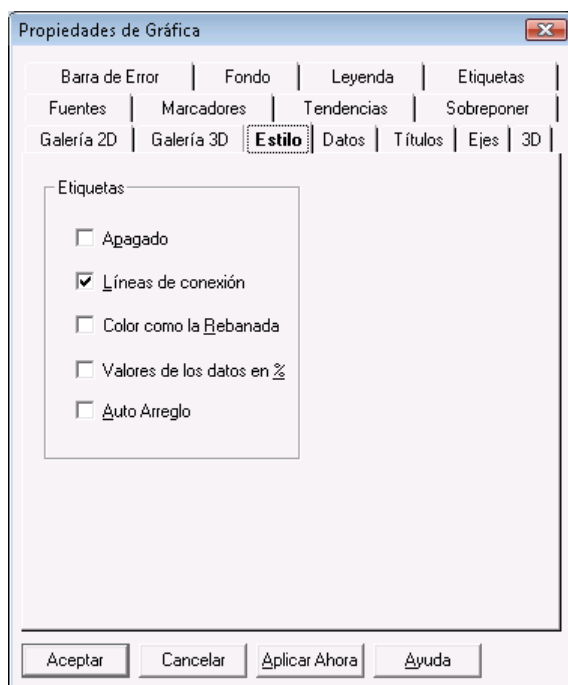 Propiedades de Gráfica
Barra de Error Fondo Leyenda Etiquetas
Fuentes Marcadores Tendencias Sobreponer
Galería 2D Galería 3D Estilo Datos Títulos Ejes 3D
Etiquetas
Apagado
Líneas de conexión
Color como la Rebanada
Valores de los datos en %
Auto Arreglo
Aceptar Cancelar Aplicar Ahora Ayuda